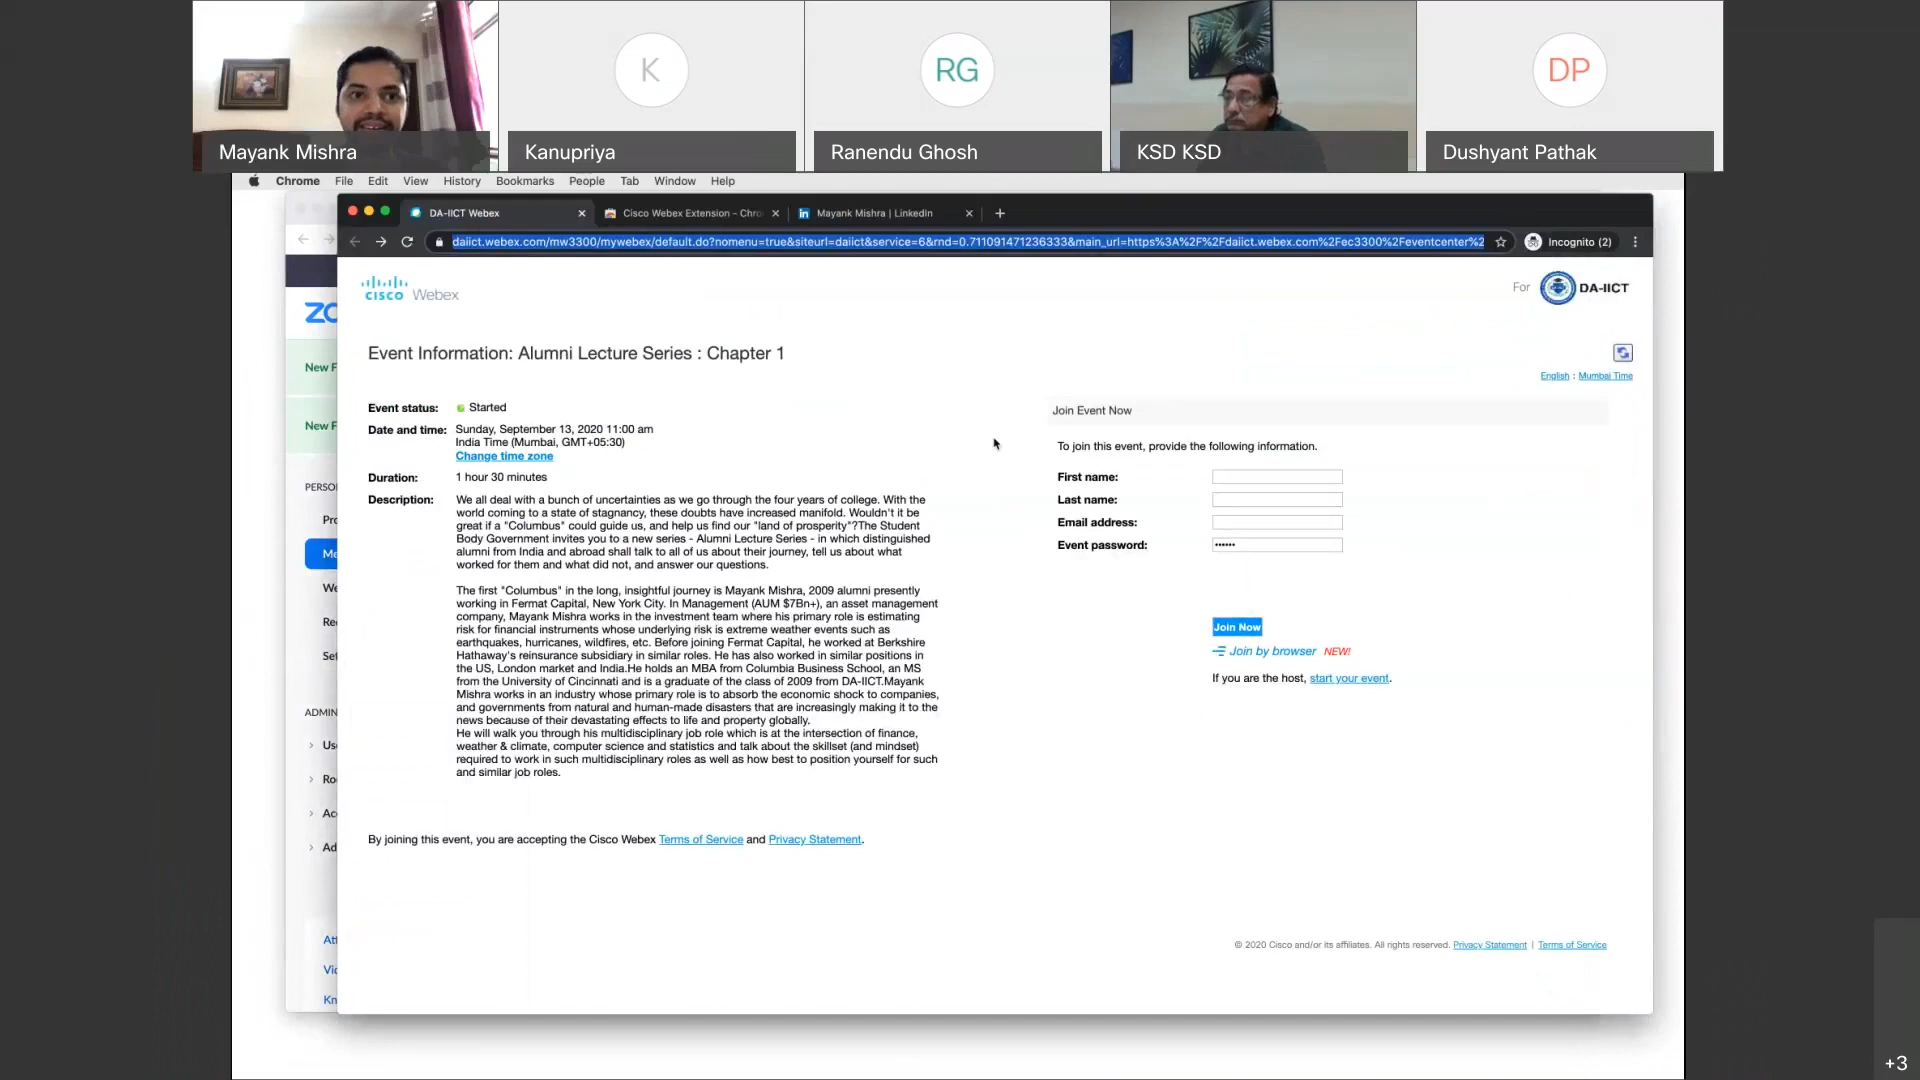 K
RG
DP
Mayank Mishra
Kanupriya
Ranendu Ghosh
KSD KSD
Dushyant Pathak
Chrome File Edit View History Bookmarks People Tab Window Help
DA-IICT Webex
Cisco Webex Extension - Chro
in Mayank Mishra | LinkedIn
daiict.webex.com/mw3300/mywebex/default.do?nomenu=true&siteurl=daiict&service=6&rnd=0.711091471236333&main_url=https%3A%2F%2Fdaiict.webex.com%2Fec3300%2Feventcenter%2
Incognito (2)
CISCO Webex
For DA-IICT
Event Information: Alumni Lecture Series : Chapter 1
English : Mumbai Time
Event status: Started
Date and time: Sunday, September 13, 2020 11:00 am
India Time (Mumbai, GMT+05:30)
Change time zone
Duration: 1 hour 30 minutes
Description: We all deal with a bunch of uncertainties as we go through the four years of college. With the
world coming to a state of stagnancy, these doubts have increased manifold. Wouldn't it be
great if a "Columbus" could guide us, and help us find our "land of prosperity"?The Student
Body Government invites you to a new series - Alumni Lecture Series - in which distinguished
alumni from India and abroad shall talk to all of us about their journey, tell us about what
worked for them and what did not, and answer our questions.
The first "Columbus" in the long, insightful journey is Mayank Mishra, 2009 alumni presently
working in Fermat Capital, New York City. In Management (AUM $7Bn+), an asset management
company, Mayank Mishra works in the investment team where his primary role is estimating
risk for financial instruments whose underlying risk is extreme weather events such as
earthquakes, hurricanes, wildfires, etc. Before joining Fermat Capital, he worked at Berkshire
Hathaway's reinsurance subsidiary in similar roles. He has also worked in similar positions in
the US, London market and India.He holds an MBA from Columbia Business School, an MS
from the University of Cincinnati and is a graduate of the class of 2009 from DA-IICT.Mayank
Mishra works in an industry whose primary role is to absorb the economic shock to companies,
and governments from natural and human-made disasters that are increasingly making it to the
news because of their devastating effects to life and property globally.
He will walk you through his multidisciplinary job role which is at the intersection of finance,
weather & climate, computer science and statistics and talk about the skillset (and mindset)
required to work in such multidisciplinary roles as well as how best to position yourself for such
and similar job roles.
By joining this event, you are accepting the Cisco Webex Terms of Service and Privacy Statement.
Join Event Now
To join this event, provide the following information.
First name:
Last name:
Email address:
Event password: ••••••
Join Now
Join by browser NEW!
If you are the host, start your event.
© 2020 Cisco and/or its affiliates. All rights reserved. Privacy Statement | Terms of Service
zo
New F
New F
PERSO
Pro
Me
We
Re
Set
ADMIN
Us
Ro
Ac
Ad
Att
Vid
Kn
+3